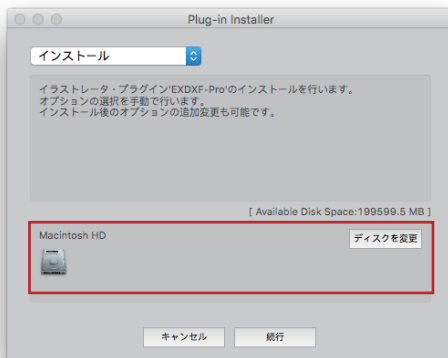 Plug-in Installer
インストール
イラストレータ・プラグイン'EXDXF-Pro'のインストールを行います。
オプションの選択を手動で行います。
インストール後のオプションの追加変更も可能です。
[ Available Disk Space:199599.5 MB ]
Macintosh HD
ディスクを変更
キャンセル
続行